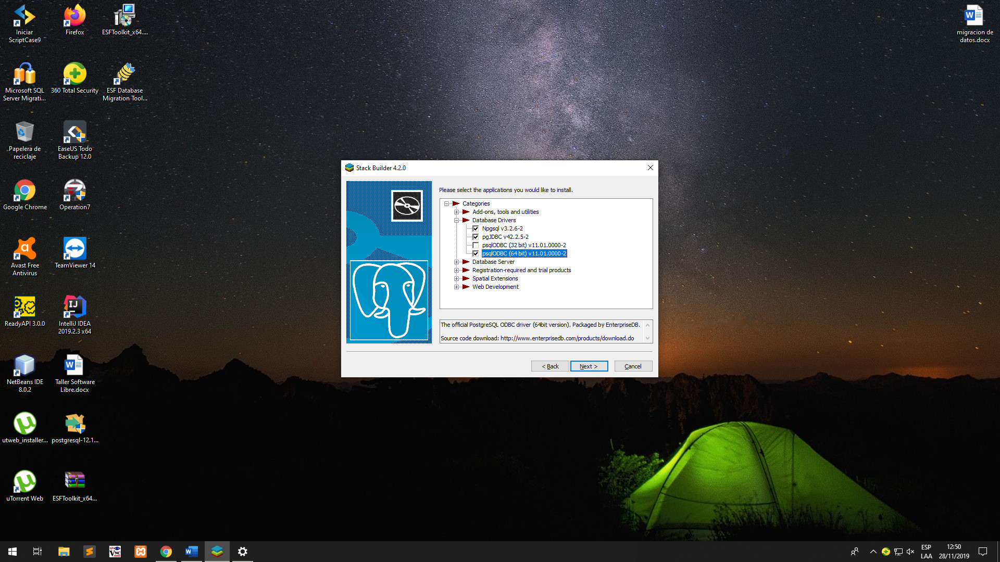 Iniciar
ScriptCase9
Firefox
ESFToolkit_x64....
migracion de
datos.docx
Microsoft SQL
Server Migrati...
360 Total Security
ESF Database
Migration Tool...
Papelera de
reciclaje
EaseUS Todo
Backup 12.0
Google Chrome
Operation7
Avast Free
Antivirus
TeamViewer 14
ReadyAPI 3.0.0
IntelliJ IDEA
2019.2.3 x64
NetBeans IDE
8.0.2
Taller Software
Libre.docx
utweb_installer...
postgresql-12.1...
uTorrent Web
ESFToolkit_x64...
Stack Builder 4.2.0
Please select the applications you would like to install.
Categories
Add-ons, tools and utilities
Database Drivers
Npgsql v3.2.6-2
pgJDBC v42.2.5-2
psqlODBC (32 bit) v11.01.0000-2
psqlODBC (64 bit) v11.01.0000-2
Database Server
Registration-required and trial products
Spatial Extensions
Web Development
The official PostgreSQL ODBC driver (64bit version). Packaged by EnterpriseDB.
Source code download: http://www.enterprisedb.com/products/download.do
< Back
Next >
Cancel
ESP
LAA
12:50
28/11/2019